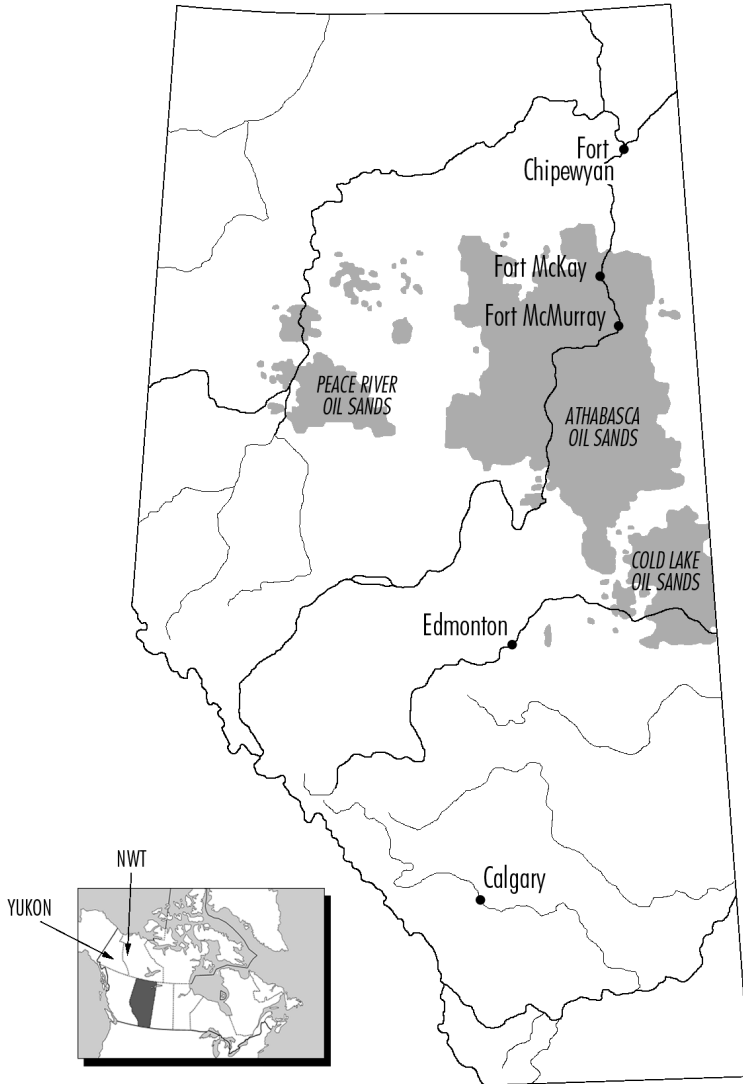 Fort
Chipewyan
Fort McKay
Fort McMurray
PEACE RIVER
OIL SANDS
ATHABASCA
OIL SANDS
COLD LAKE
OIL SANDS
Edmonton
Calgary
NWT
YUKON